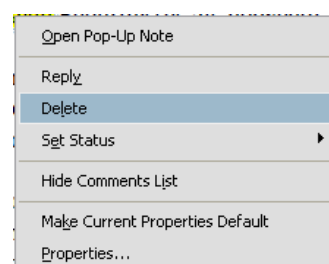 Open Pop-Up Note
Reply
Delete
Set Status
Hide Comments List
Make Current Properties Default
Properties...